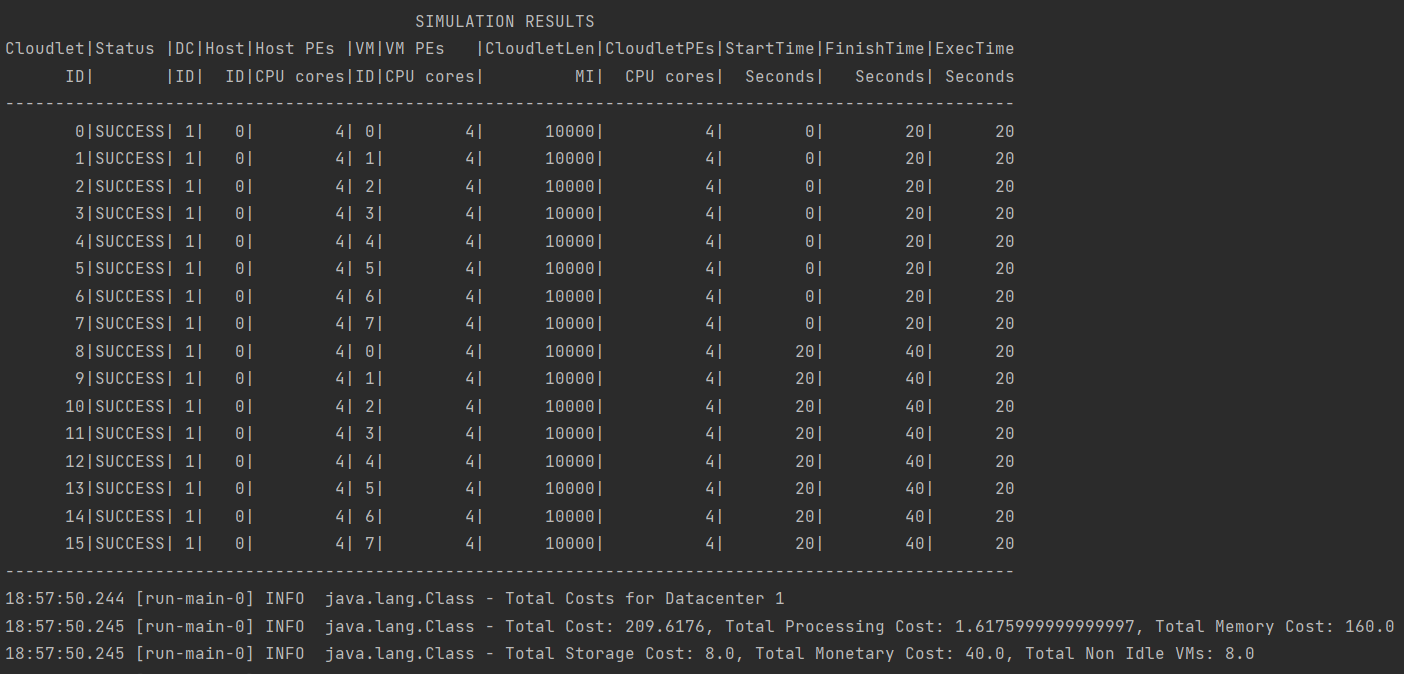 SIMULATION RESULTS
Cloudlet|Status |DC|Host|Host PEs |VM|VM PEs   |CloudletLen|CloudletPEs|StartTime|FinishTime|ExecTime
      ID|       |ID|  ID|CPU cores|ID|CPU cores|         MI|  CPU cores|  Seconds|   Seconds| Seconds
-----------------------------------------------------------------------------------------------------
       0|SUCCESS| 1|   0|        4| 0|        4|      10000|          4|        0|        20|      20
       1|SUCCESS| 1|   0|        4| 1|        4|      10000|          4|        0|        20|      20
       2|SUCCESS| 1|   0|        4| 2|        4|      10000|          4|        0|        20|      20
       3|SUCCESS| 1|   0|        4| 3|        4|      10000|          4|        0|        20|      20
       4|SUCCESS| 1|   0|        4| 4|        4|      10000|          4|        0|        20|      20
       5|SUCCESS| 1|   0|        4| 5|        4|      10000|          4|        0|        20|      20
       6|SUCCESS| 1|   0|        4| 6|        4|      10000|          4|        0|        20|      20
       7|SUCCESS| 1|   0|        4| 7|        4|      10000|          4|        0|        20|      20
       8|SUCCESS| 1|   0|        4| 0|        4|      10000|          4|       20|        40|      20
       9|SUCCESS| 1|   0|        4| 1|        4|      10000|          4|       20|        40|      20
      10|SUCCESS| 1|   0|        4| 2|        4|      10000|          4|       20|        40|      20
      11|SUCCESS| 1|   0|        4| 3|        4|      10000|          4|       20|        40|      20
      12|SUCCESS| 1|   0|        4| 4|        4|      10000|          4|       20|        40|      20
      13|SUCCESS| 1|   0|        4| 5|        4|      10000|          4|       20|        40|      20
      14|SUCCESS| 1|   0|        4| 6|        4|      10000|          4|       20|        40|      20
      15|SUCCESS| 1|   0|        4| 7|        4|      10000|          4|       20|        40|      20
-----------------------------------------------------------------------------------------------------
18:57:50.244 [run-main-0] INFO  java.lang.Class - Total Costs for Datacenter 1
18:57:50.245 [run-main-0] INFO  java.lang.Class - Total Cost: 209.6176, Total Processing Cost: 1.6175999999999997, Total Memory Cost: 160.0
18:57:50.245 [run-main-0] INFO  java.lang.Class - Total Storage Cost: 8.0, Total Monetary Cost: 40.0, Total Non Idle VMs: 8.0